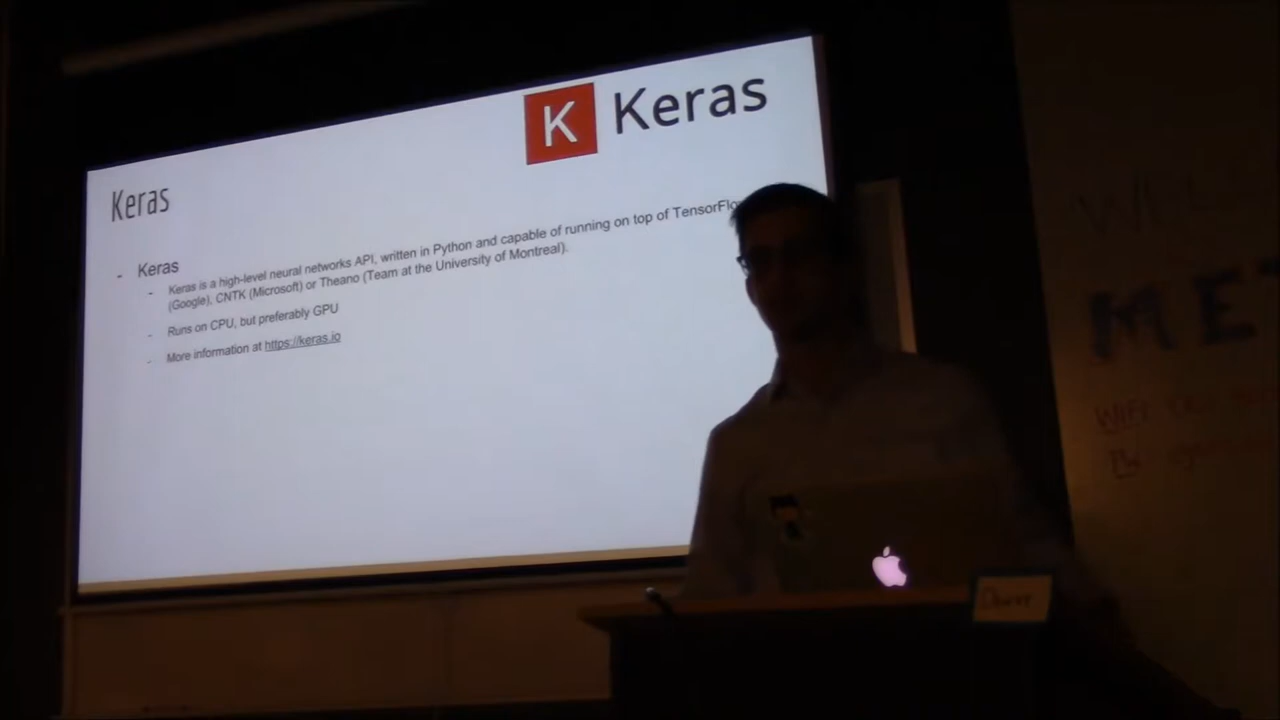 K Keras
Keras
- Keras
- Keras is a high-level neural networks API, written in Python and capable of running on top of
(Google), CNTK (Microsoft) or Theano (Team at the University of Montreal).
- Runs on CPU, but preferably GPU
- More information at https://keras.io
WIFI